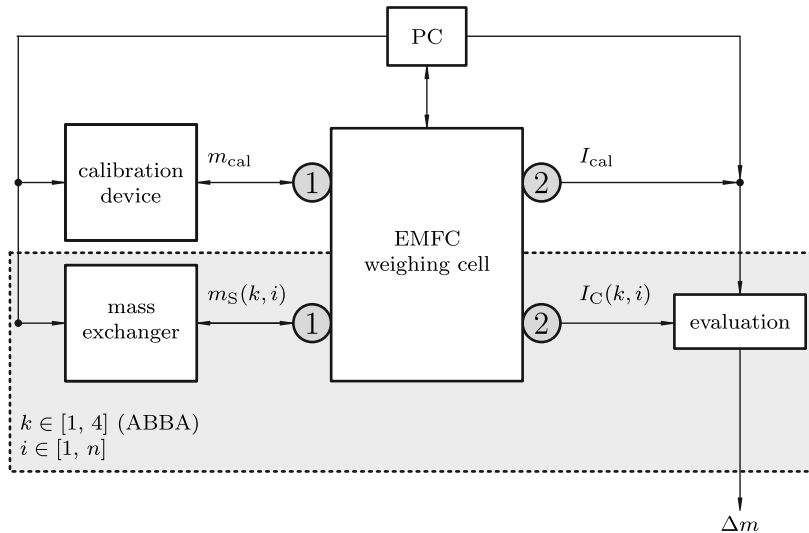 PC
calibration
device
m_cal
1
2
I_cal
EMFC
weighing cell
mass
exchanger
m_S(k, i)
1
2
I_C(k, i)
evaluation
k ∈ [1, 4] (ABBA)
i ∈ [1, n]
Δm